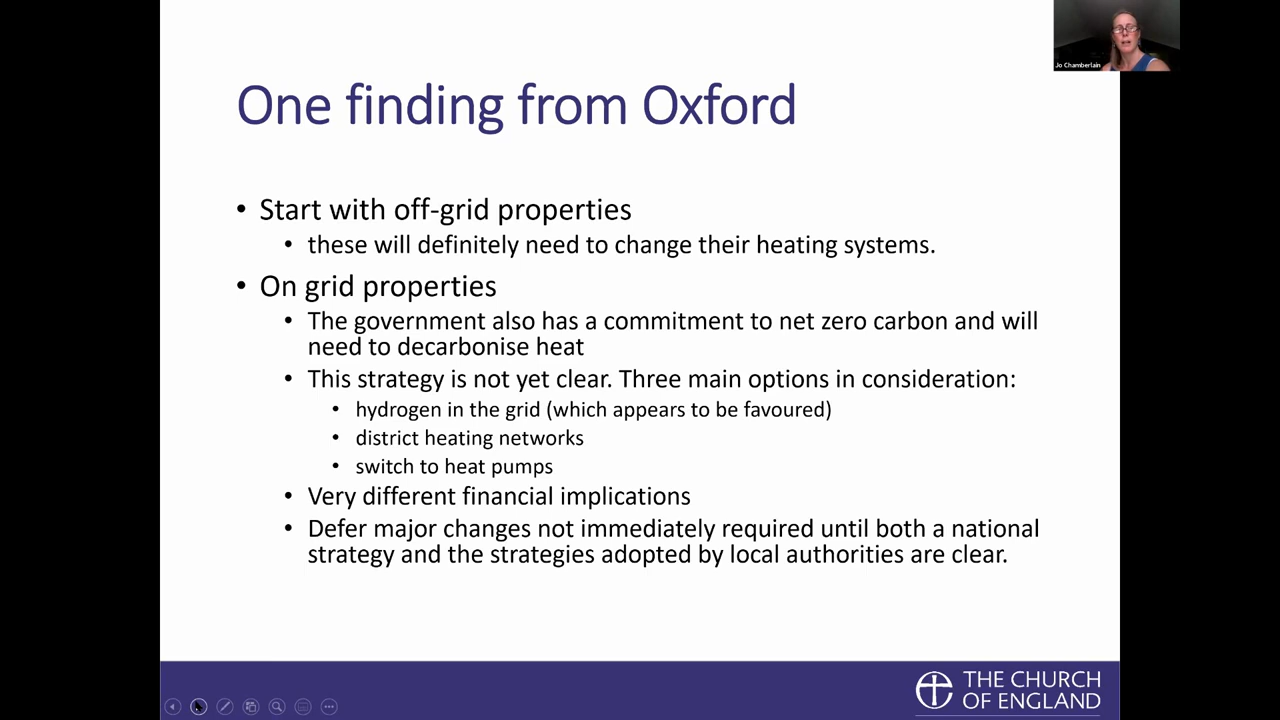 Jo Chamberlain
One finding from Oxford
• Start with off-grid properties
• these will definitely need to change their heating systems.
• On grid properties
• The government also has a commitment to net zero carbon and will
need to decarbonise heat
• This strategy is not yet clear. Three main options in consideration:
• hydrogen in the grid (which appears to be favoured)
• district heating networks
• switch to heat pumps
• Very different financial implications
• Defer major changes not immediately required until both a national
strategy and the strategies adopted by local authorities are clear.
THE CHURCH
OF ENGLAND